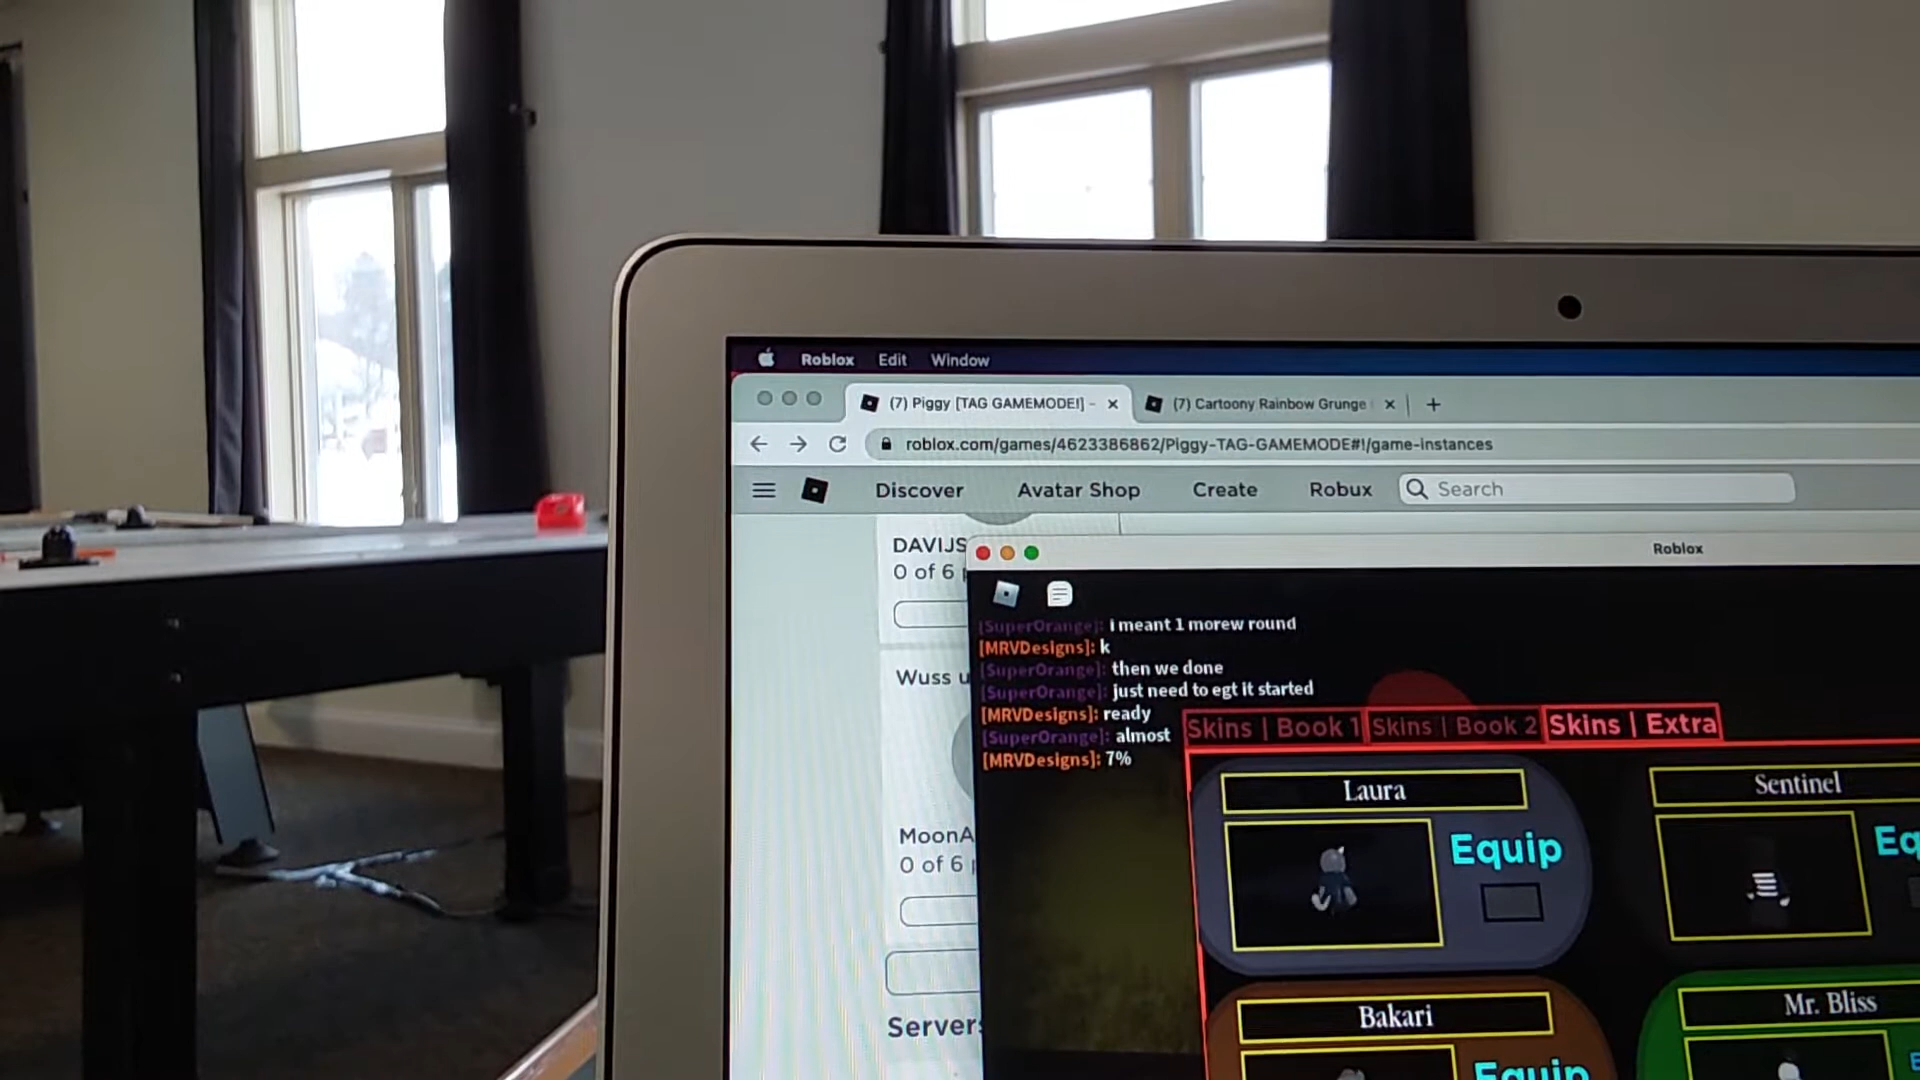 Roblox Edit Window
(7) Piggy [TAG GAMEMODE!] -
(7) Cartoony Rainbow Grunge
roblox.com/games/4623386862/Piggy-TAG-GAMEMODE#!/game-instances
Discover Avatar Shop Create Robux Search
DAVIJS
0 of 6
Wuss u
MoonA
0 of 6
Servers
Roblox
[SuperOrange]: i meant 1 morew round
[MRVDesigns]: k
[SuperOrange]: then we done
[SuperOrange]: just need to egt it started
[MRVDesigns]: ready
[SuperOrange]: almost
[MRVDesigns]: 7%
Skins | Book 1 Skins | Book 2 Skins | Extra
Laura
Equip
Sentinel
Eq
Bakari
Equip
Mr. Bliss